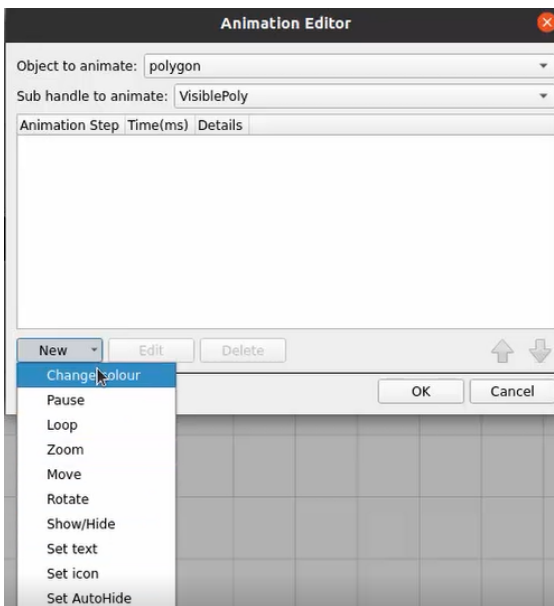 Animation Editor
Object to animate: polygon
Sub handle to animate: VisiblePoly
Animation Step Time(ms) Details
New Edit Delete
Change colour
OK Cancel
Pause
Loop
Zoom
Move
Rotate
Show/Hide
Set text
Set icon
Set AutoHide